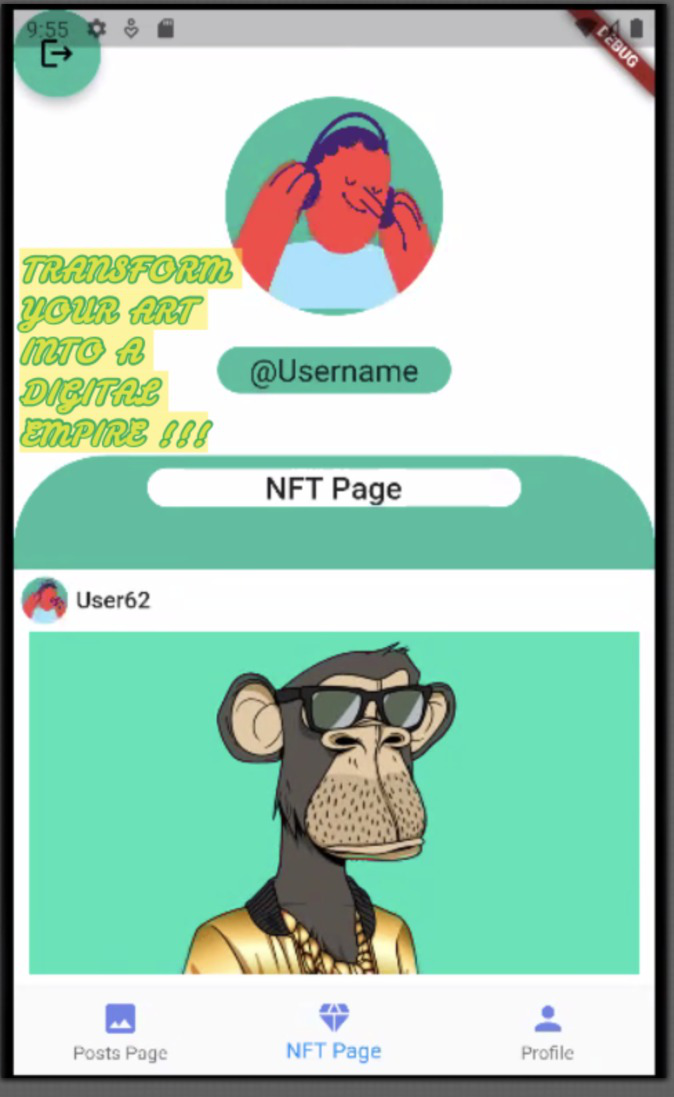 9:55
DEBUG
TRANSFORM
YOUR ART
INTO A
DIGITAL
EMPIRE !!!
@Username
NFT Page
User62
Posts Page
NFT Page
Profile